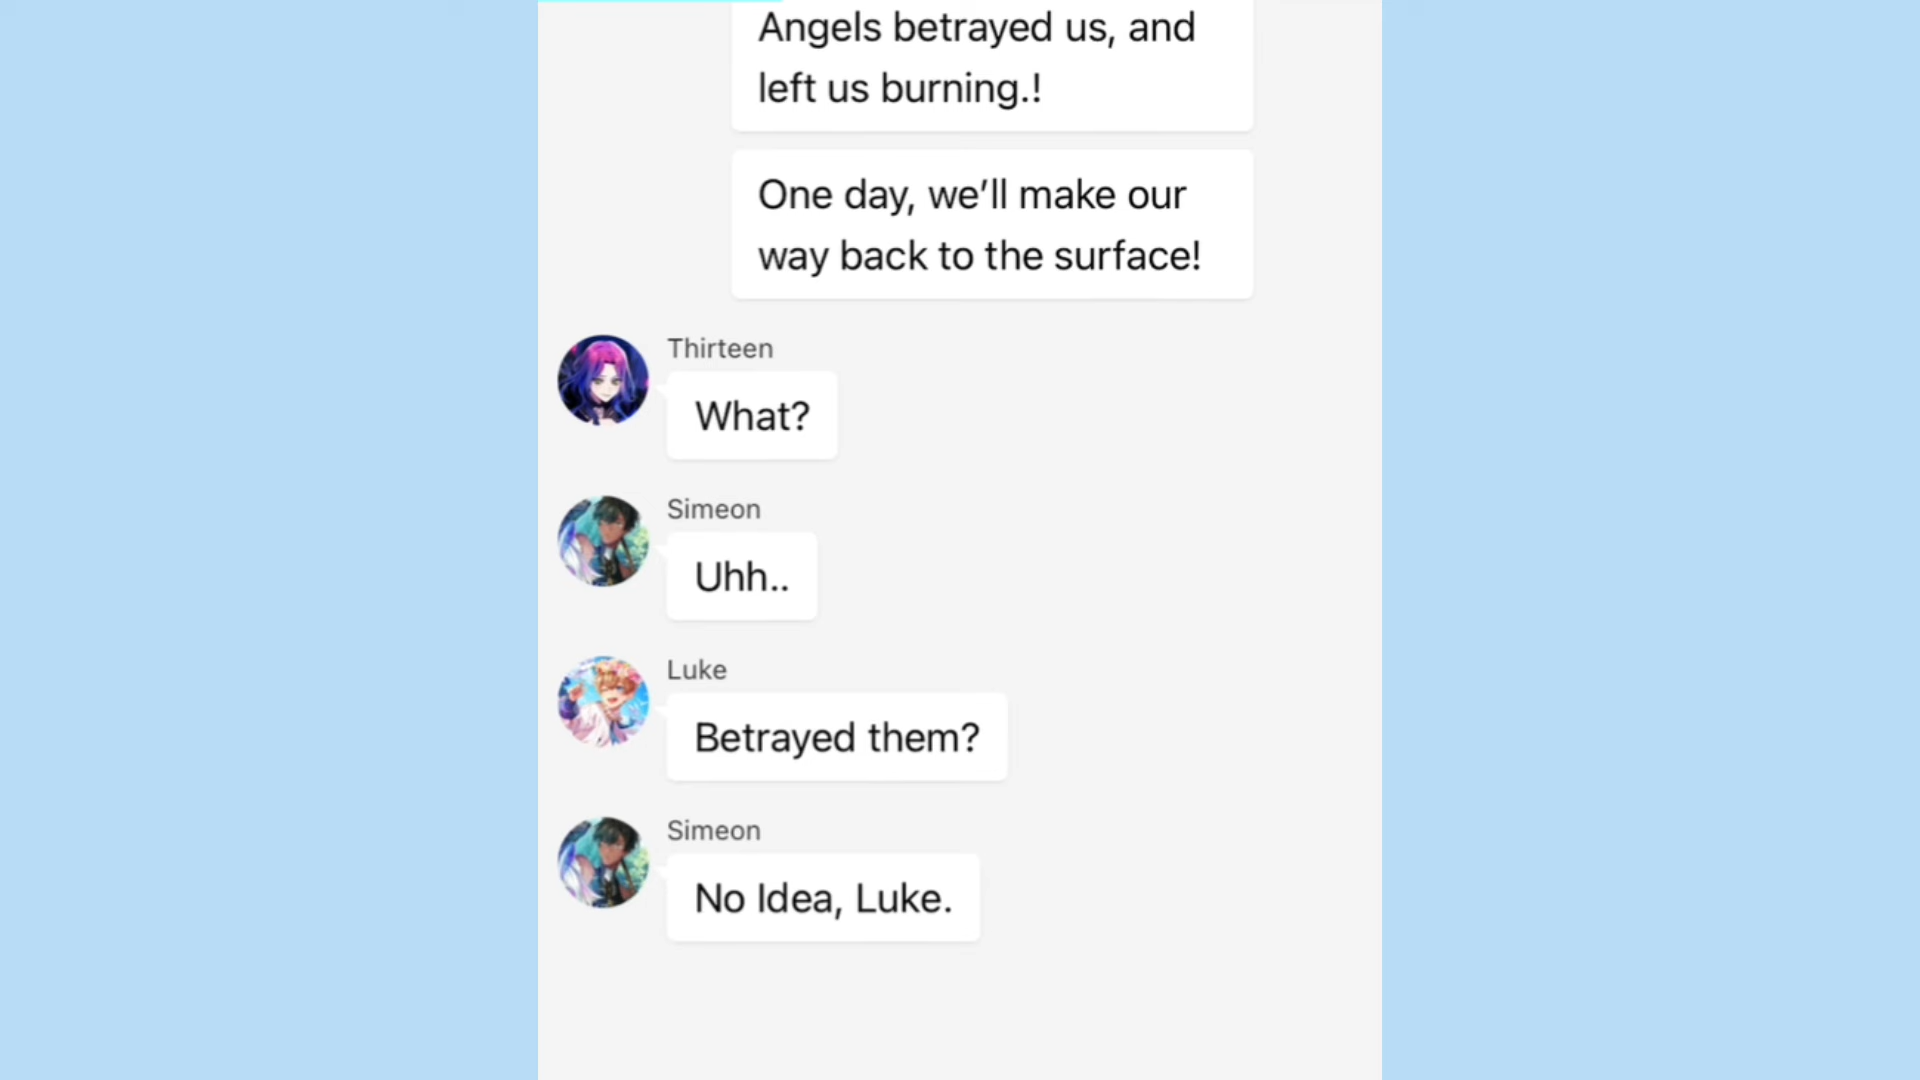 Angels betrayed us, and
left us burning.!
One day, we’ll make our
way back to the surface!
Thirteen
What?
Simeon
Uhh..
Luke
Betrayed them?
Simeon
No Idea, Luke.